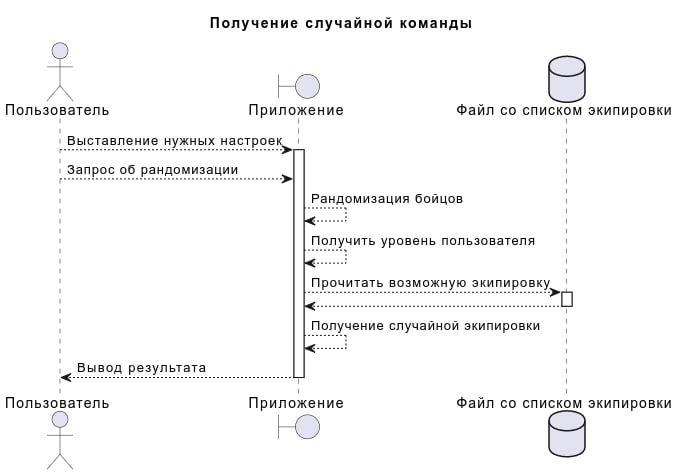 Получение случайной команды
Пользователь
Приложение
Файл со списком экипировки
Выставление нужных настроек
Запрос об рандомизации
Рандомизация бойцов
Получить уровень пользователя
Прочитать возможную экипировку
Получение случайной экипировки
Вывод результата
Пользователь
Приложение
Файл со списком экипировки